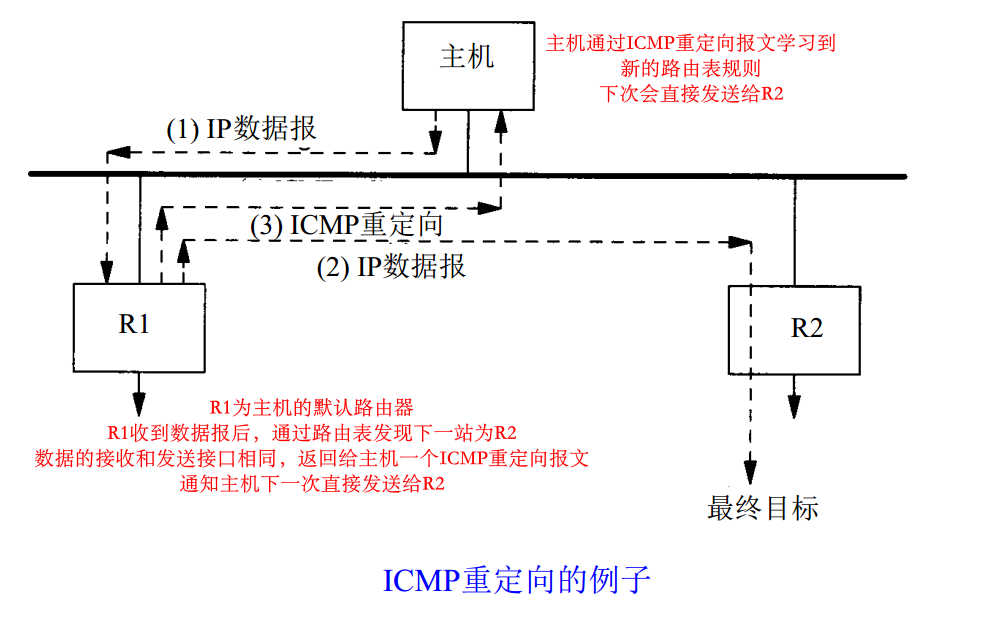 主机
主机通过ICMP重定向报文学习到
新的路由表规则
下次会直接发送给R2
(1) IP数据报
(3) ICMP重定向
(2) IP数据报
R1
R2
R1为主机的默认路由器
R1收到数据报后，通过路由表发现下一站为R2
数据的接收和发送接口相同，返回给主机一个ICMP重定向报文
通知主机下一次直接发送给R2
最终目标
ICMP重定向的例子